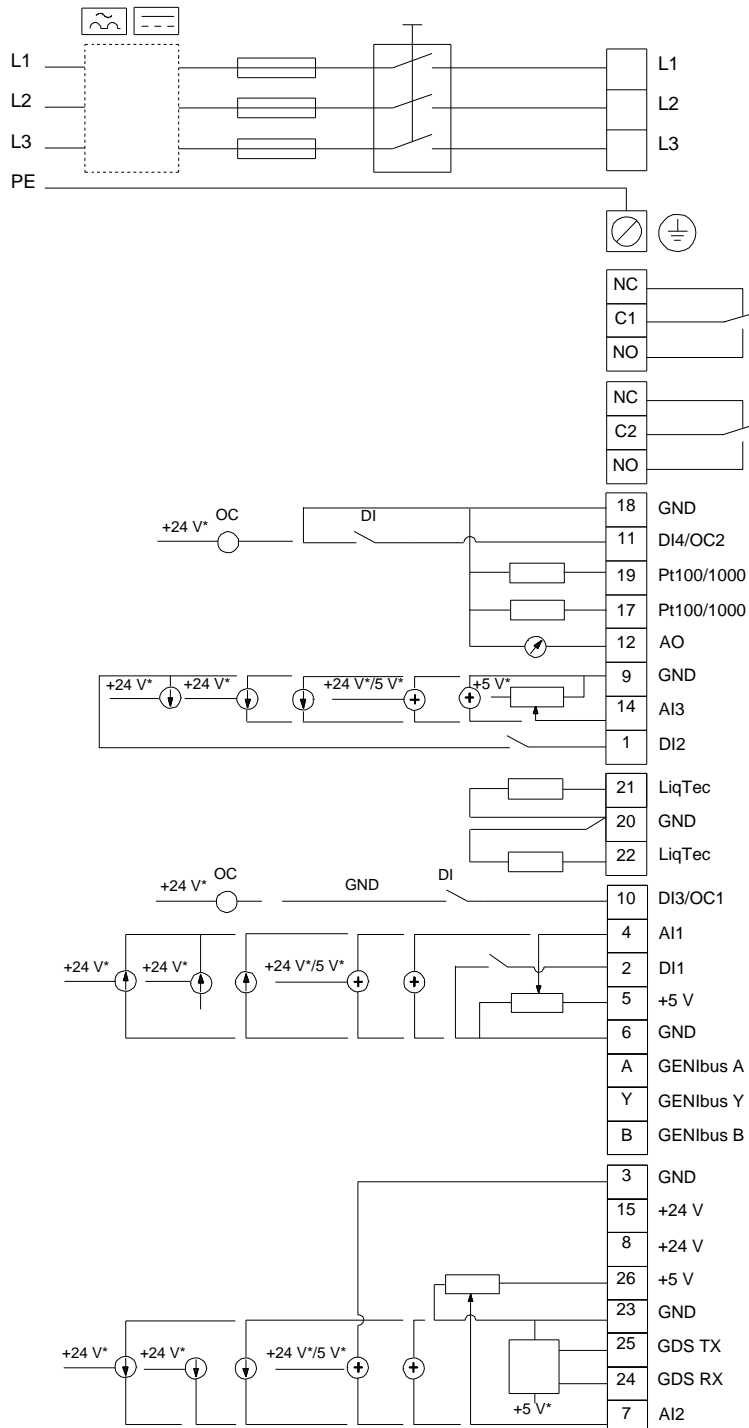 L1 L1
L2 L2
L3 L3
PE
NC
C1
NO
NC
C2
NO
18 GND
+24 V* OC DI 11 DI4/OC2
19 Pt100/1000
17 Pt100/1000
12 AO
9 GND
+24 V* +24 V* +24 V*/5 V* +5 V*
14 AI3
1 DI2
21 LiqTec
20 GND
22 LiqTec
+24 V* OC GND DI 10 DI3/OC1
4 AI1
2 DI1
+24 V* +24 V* +24 V*/5 V*
5 +5 V
6 GND
A GENIbus A
Y GENIbus Y
B GENIbus B
3 GND
15 +24 V
8 +24 V
26 +5 V
23 GND
25 GDS TX
+24 V* +24 V* +24 V*/5 V*
24 GDS RX
+5 V* 7 AI2